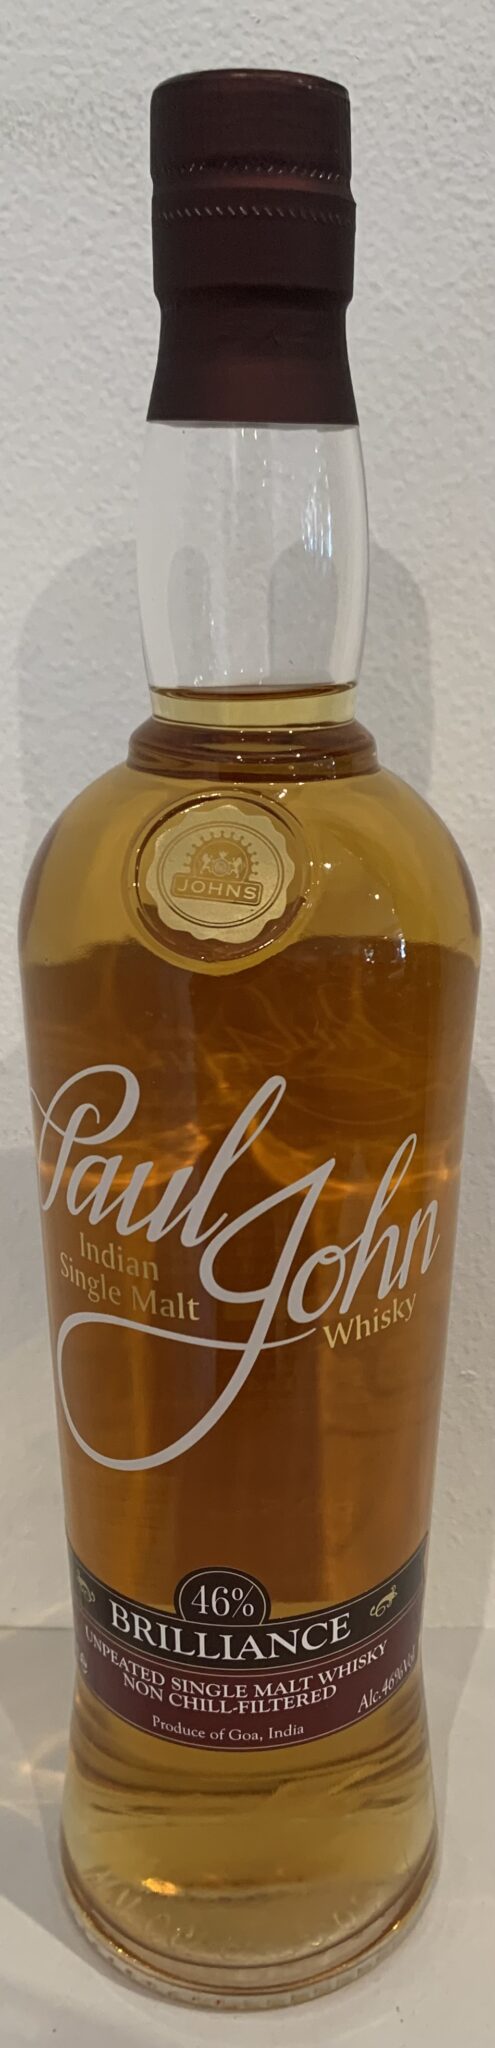 JOHNS
Paul John
Indian
Single Malt
Whisky
46%
BRILLIANCE
UNPEATED SINGLE MALT WHISKY
NON CHILL-FILTERED
Alc.46%Vol
Produce of Goa, India